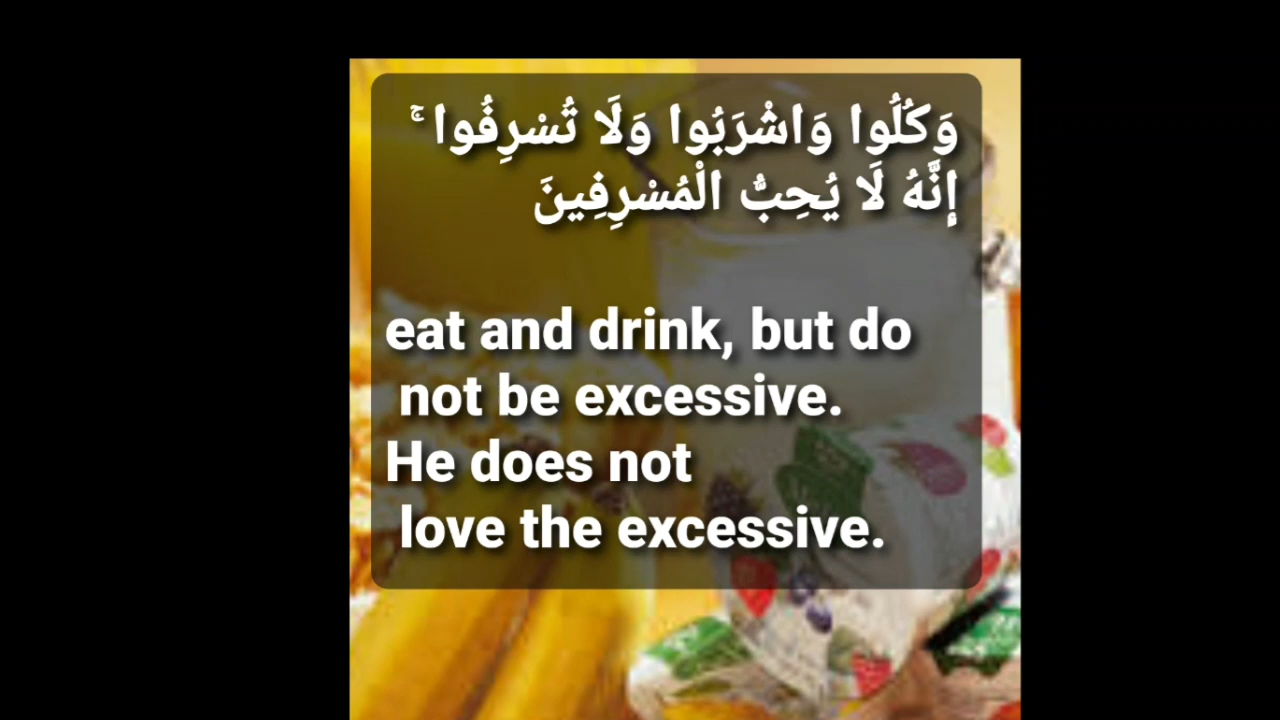 وَكُلُوا وَاشْرَبُوا وَلَا تُسْرِفُوا ۚ
إِنَّهُ لَا يُحِبُّ الْمُسْرِفِينَ
eat and drink, but do
not be excessive.
He does not
love the excessive.